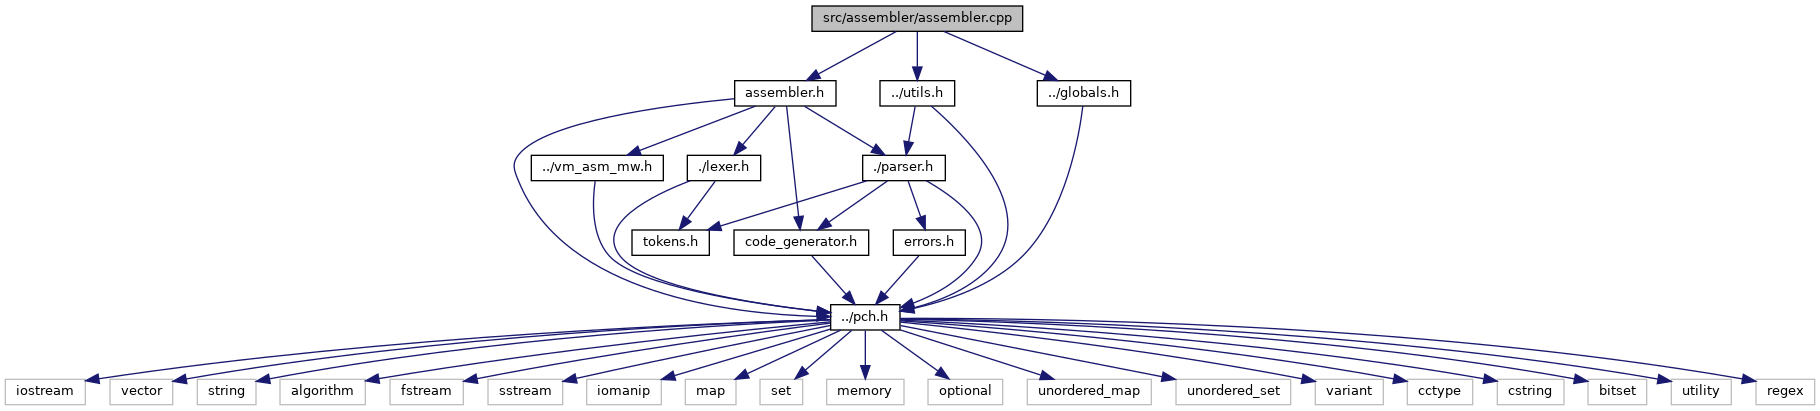 src/assembler/assembler.cpp
assembler.h
../utils.h
../globals.h
../vm_asm_mw.h
./lexer.h
./parser.h
tokens.h
code_generator.h
errors.h
../pch.h
iostream
vector
string
algorithm
fstream
sstream
iomanip
map
set
memory
optional
unordered_map
unordered_set
variant
cctype
cstring
bitset
utility
regex